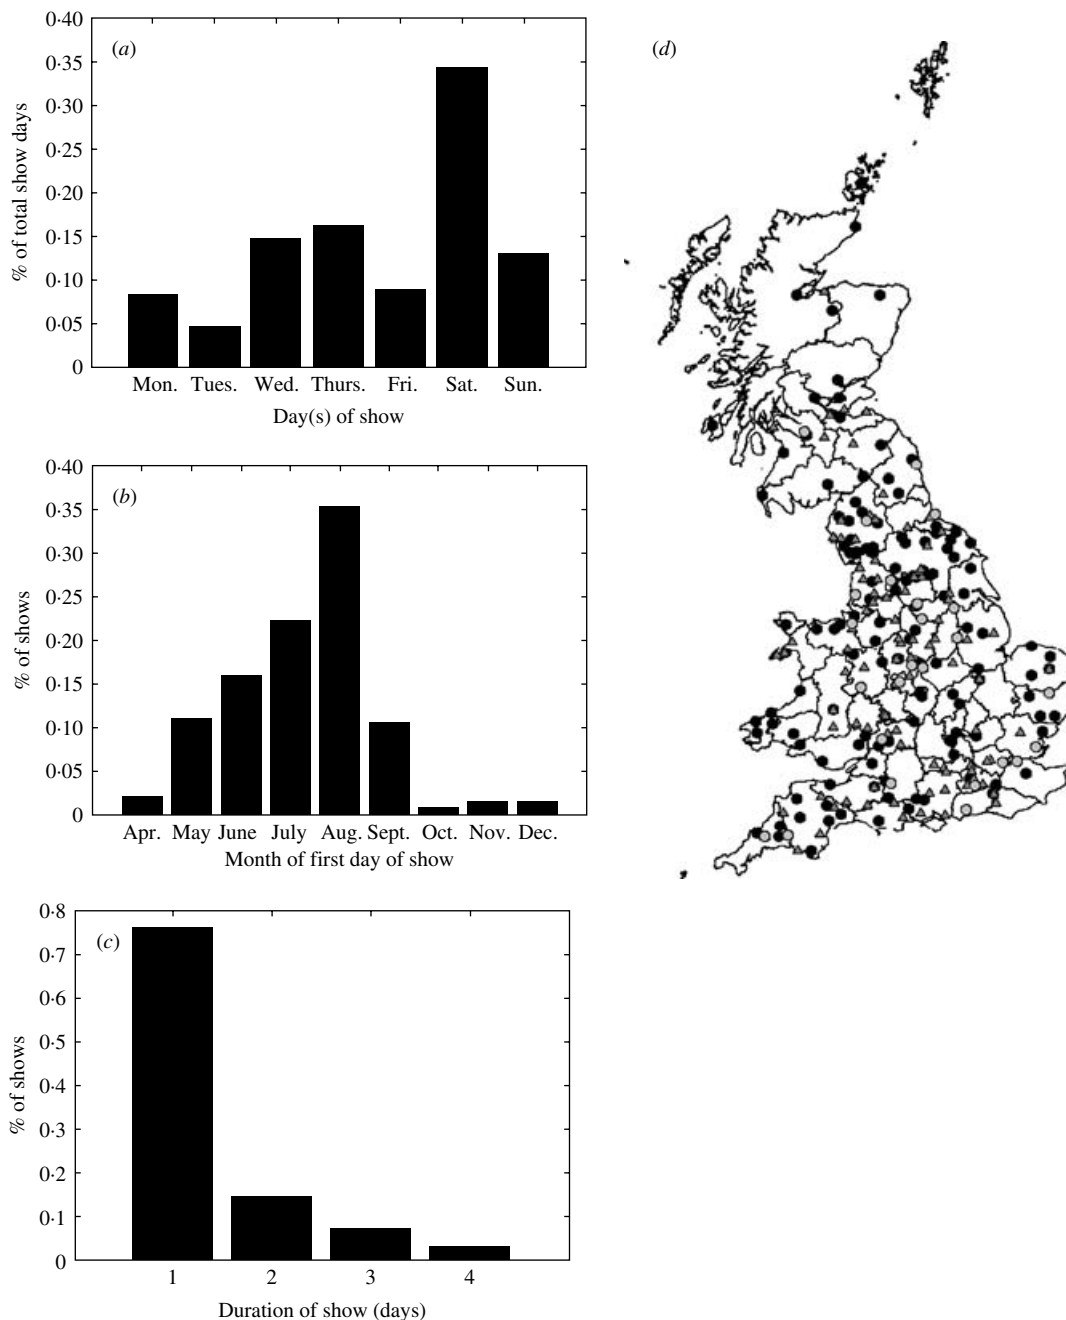 (a)
0·40
0·35
0·30
0·25
0·20
0·15
0·10
0·05
0
% of total show days
Mon. Tues. Wed. Thurs. Fri. Sat. Sun.
Day(s) of show
(b)
0·40
0·35
0·30
0·25
0·20
0·15
0·10
0·05
0
% of shows
Apr. May June July Aug. Sept. Oct. Nov. Dec.
Month of first day of show
(c)
0·8
0·7
0·6
0·5
0·4
0·3
0·2
0·1
0
% of shows
1 2 3 4
Duration of show (days)
(d)